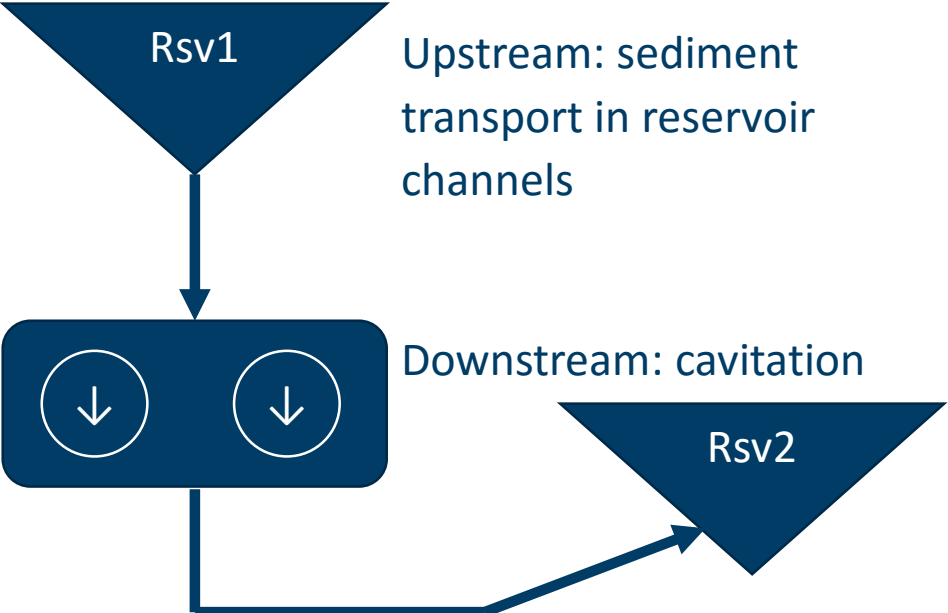 Rsv1
Upstream: sediment
transport in reservoir
channels
↓ ↓
Downstream: cavitation
Rsv2